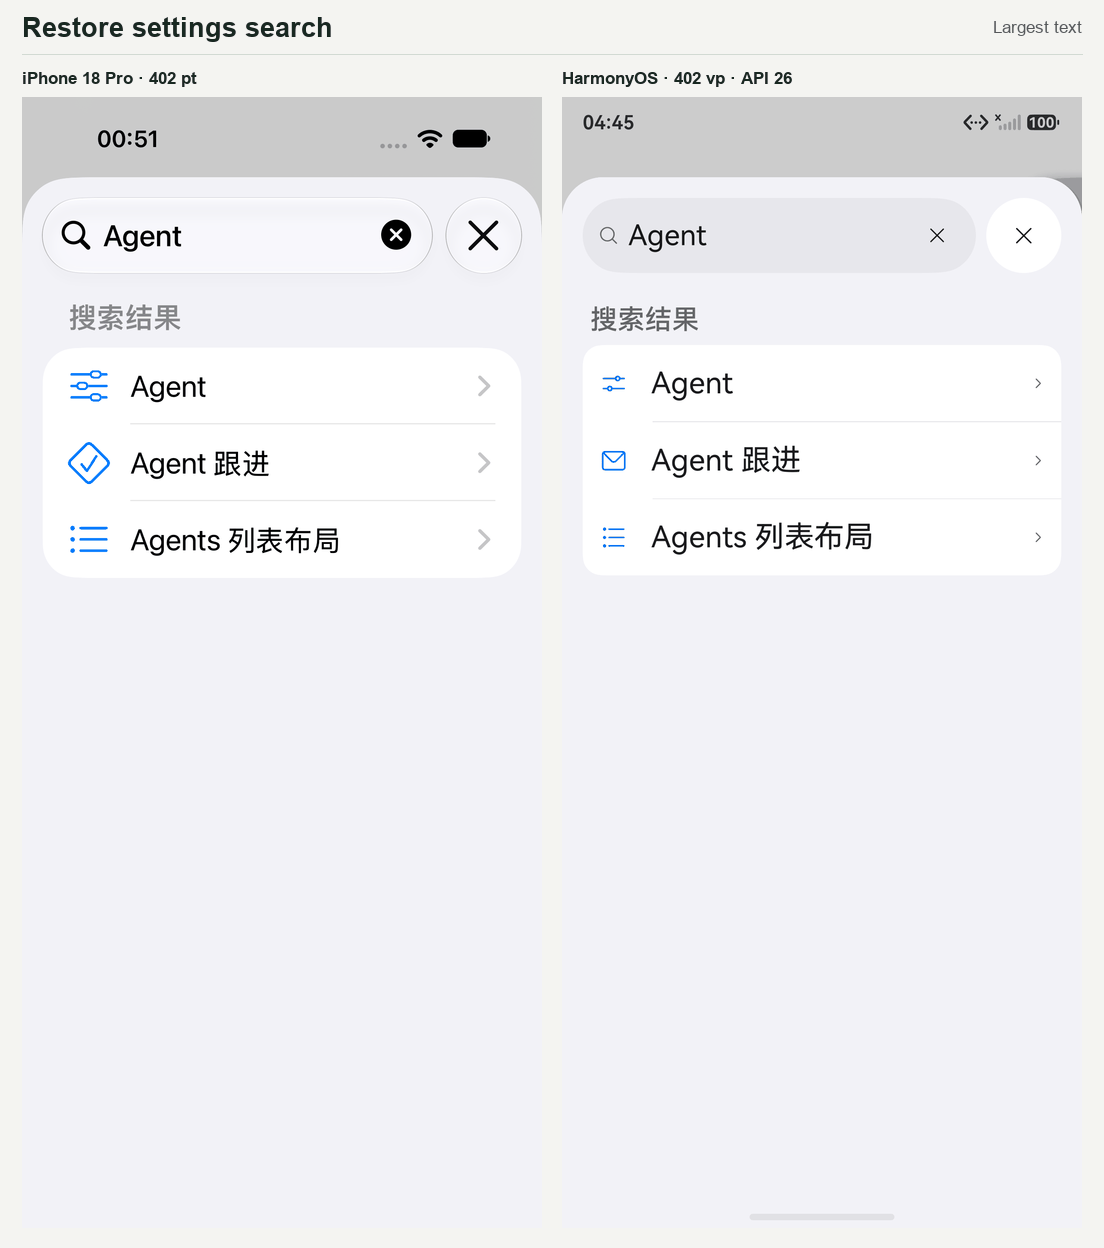 Restore settings search
Largest text
iPhone 18 Pro · 402 pt
00:51
Agent
搜索结果
Agent
Agent 跟进
Agents 列表布局
HarmonyOS · 402 vp · API 26
04:45
100
Agent
搜索结果
Agent
Agent 跟进
Agents 列表布局